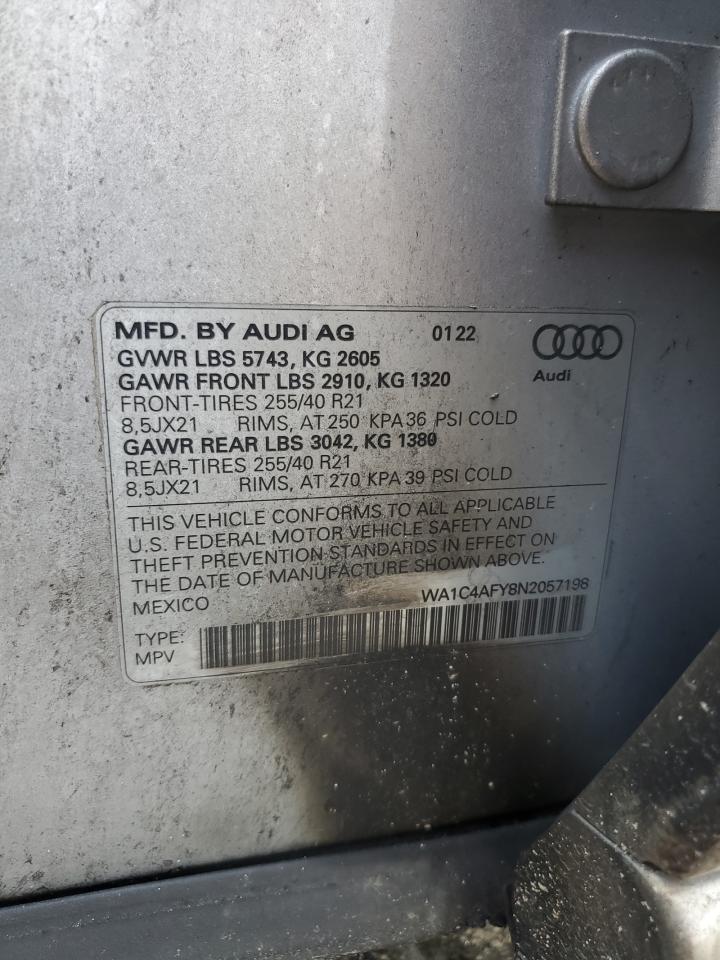 MFD. BY AUDI AG 0122
GVWR LBS 5743, KG 2605
GAWR FRONT LBS 2910, KG 1320
Audi
FRONT-TIRES 255/40 R21
8,5JX21 RIMS, AT 250 KPA 36 PSI COLD
GAWR REAR LBS 3042, KG 1380
REAR-TIRES 255/40 R21
8,5JX21 RIMS, AT 270 KPA 39 PSI COLD
THIS VEHICLE CONFORMS TO ALL APPLICABLE
U.S. FEDERAL MOTOR VEHICLE SAFETY AND
THEFT PREVENTION STANDARDS IN EFFECT ON
THE DATE OF MANUFACTURE SHOWN ABOVE.
MEXICO WA1C4AFY8N2057198
TYPE:
MPV